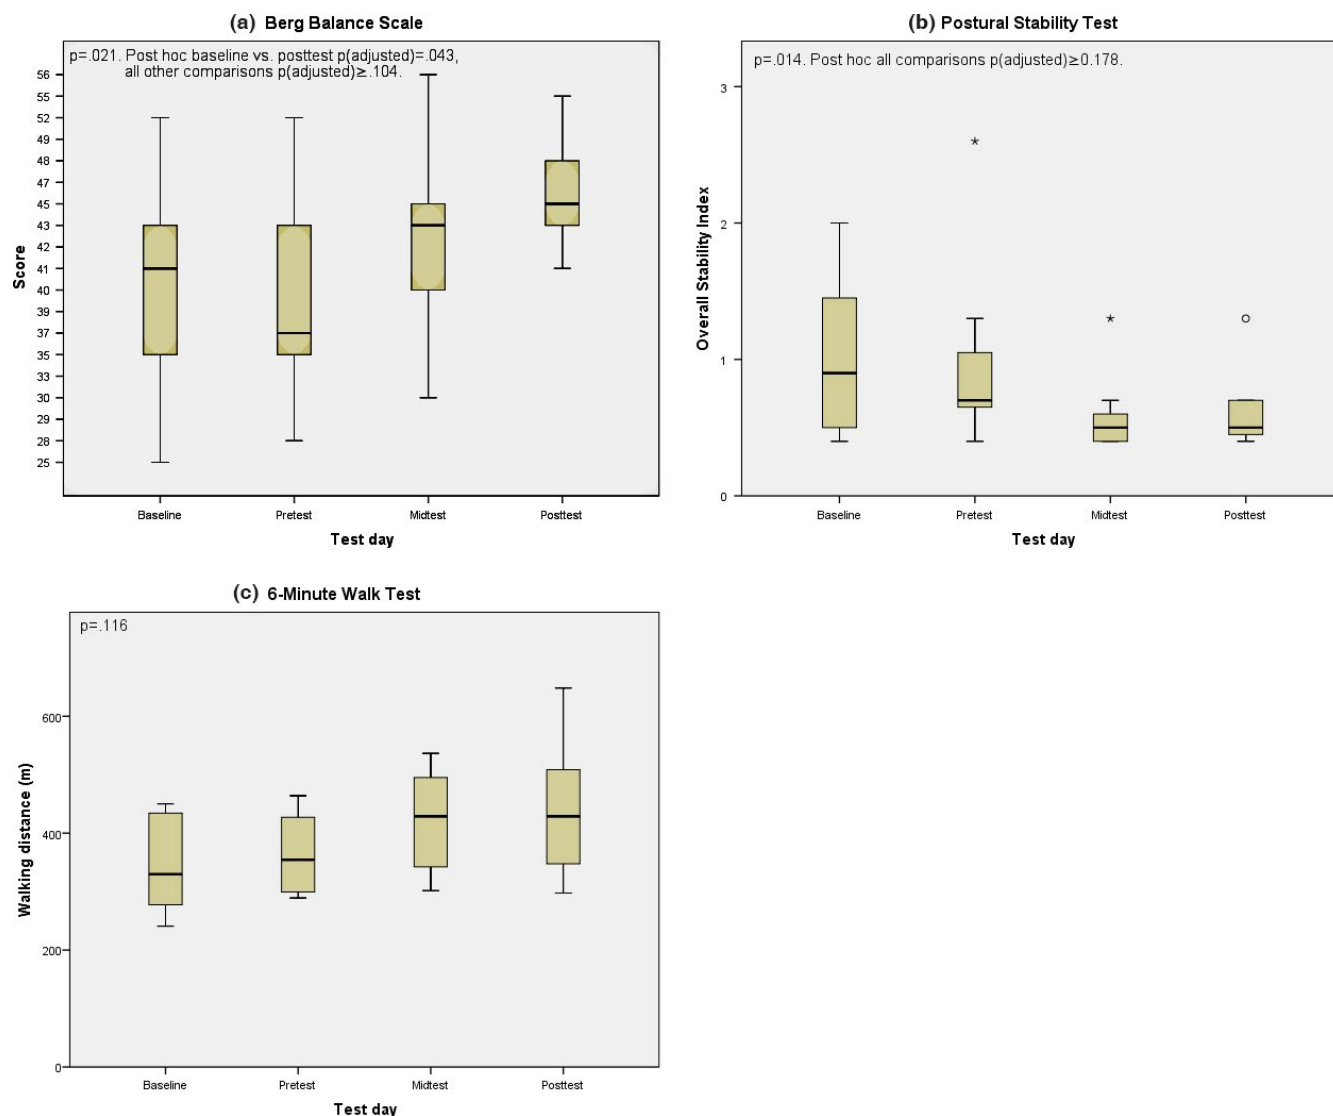 (a) Berg Balance Scale
p=.021. Post hoc baseline vs. posttest p(adjusted)=.043,
all other comparisons p(adjusted)≥.104.
56
55
52
49
48
47
45
43
42
41
40
39
37
35
33
30
29
28
25
Score
Baseline Pretest Midtest Posttest
Test day
(b) Postural Stability Test
p=.014. Post hoc all comparisons p(adjusted)≥0.178.
3
2
1
0
Overall Stability Index
Baseline Pretest Midtest Posttest
Test day
(c) 6-Minute Walk Test
p=.116
600
400
200
0
Walking distance (m)
Baseline Pretest Midtest Posttest
Test day